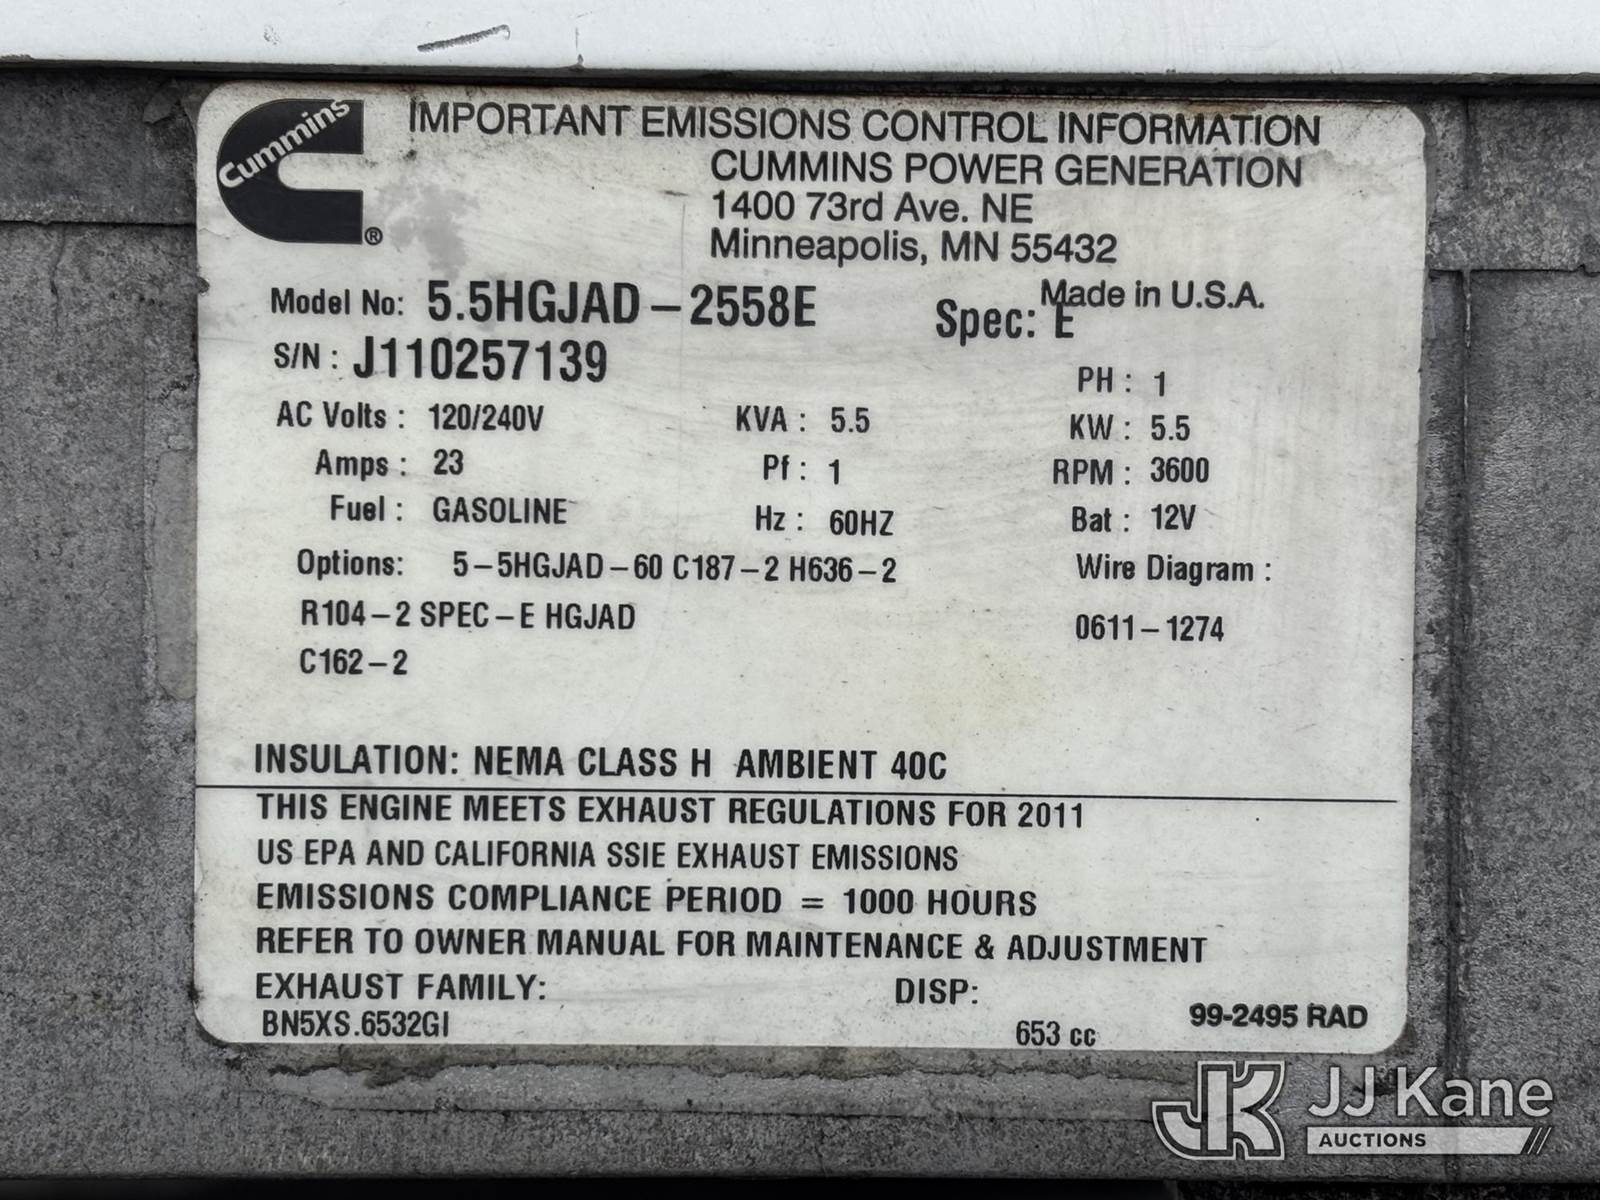 Cummins
®
IMPORTANT EMISSIONS CONTROL INFORMATION
CUMMINS POWER GENERATION
1400 73rd Ave. NE
Minneapolis, MN 55432
Made in U.S.A.
Model No: 5.5HGJAD-2558E Spec: E
S/N: J110257139 PH: 1
AC Volts: 120/240V KVA: 5.5 KW: 5.5
Amps: 23 Pf: 1 RPM: 3600
Fuel: GASOLINE Hz: 60HZ Bat: 12V
Options: 5-5HGJAD-60 C187-2 H636-2 Wire Diagram:
R104-2 SPEC-E HGJAD 0611-1274
C162-2
INSULATION: NEMA CLASS H AMBIENT 40C
THIS ENGINE MEETS EXHAUST REGULATIONS FOR 2011
US EPA AND CALIFORNIA SSIE EXHAUST EMISSIONS
EMISSIONS COMPLIANCE PERIOD = 1000 HOURS
REFER TO OWNER MANUAL FOR MAINTENANCE & ADJUSTMENT
EXHAUST FAMILY: DISP:
BN5XS.6532GI 653 cc 99-2495 RAD
JK JJ Kane
AUCTIONS